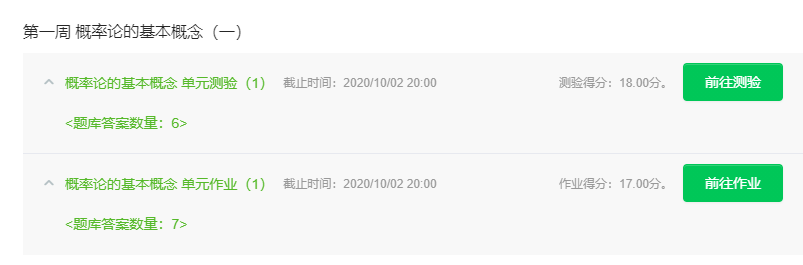 第一周 概率论的基本概念（一）
概率论的基本概念 单元测验（1） 截止时间：2020/10/02 20:00 测验得分：18.00分。 前往测验
<题库答案数量：6>
概率论的基本概念 单元作业（1） 截止时间：2020/10/02 20:00 作业得分：17.00分。 前往作业
<题库答案数量：7>